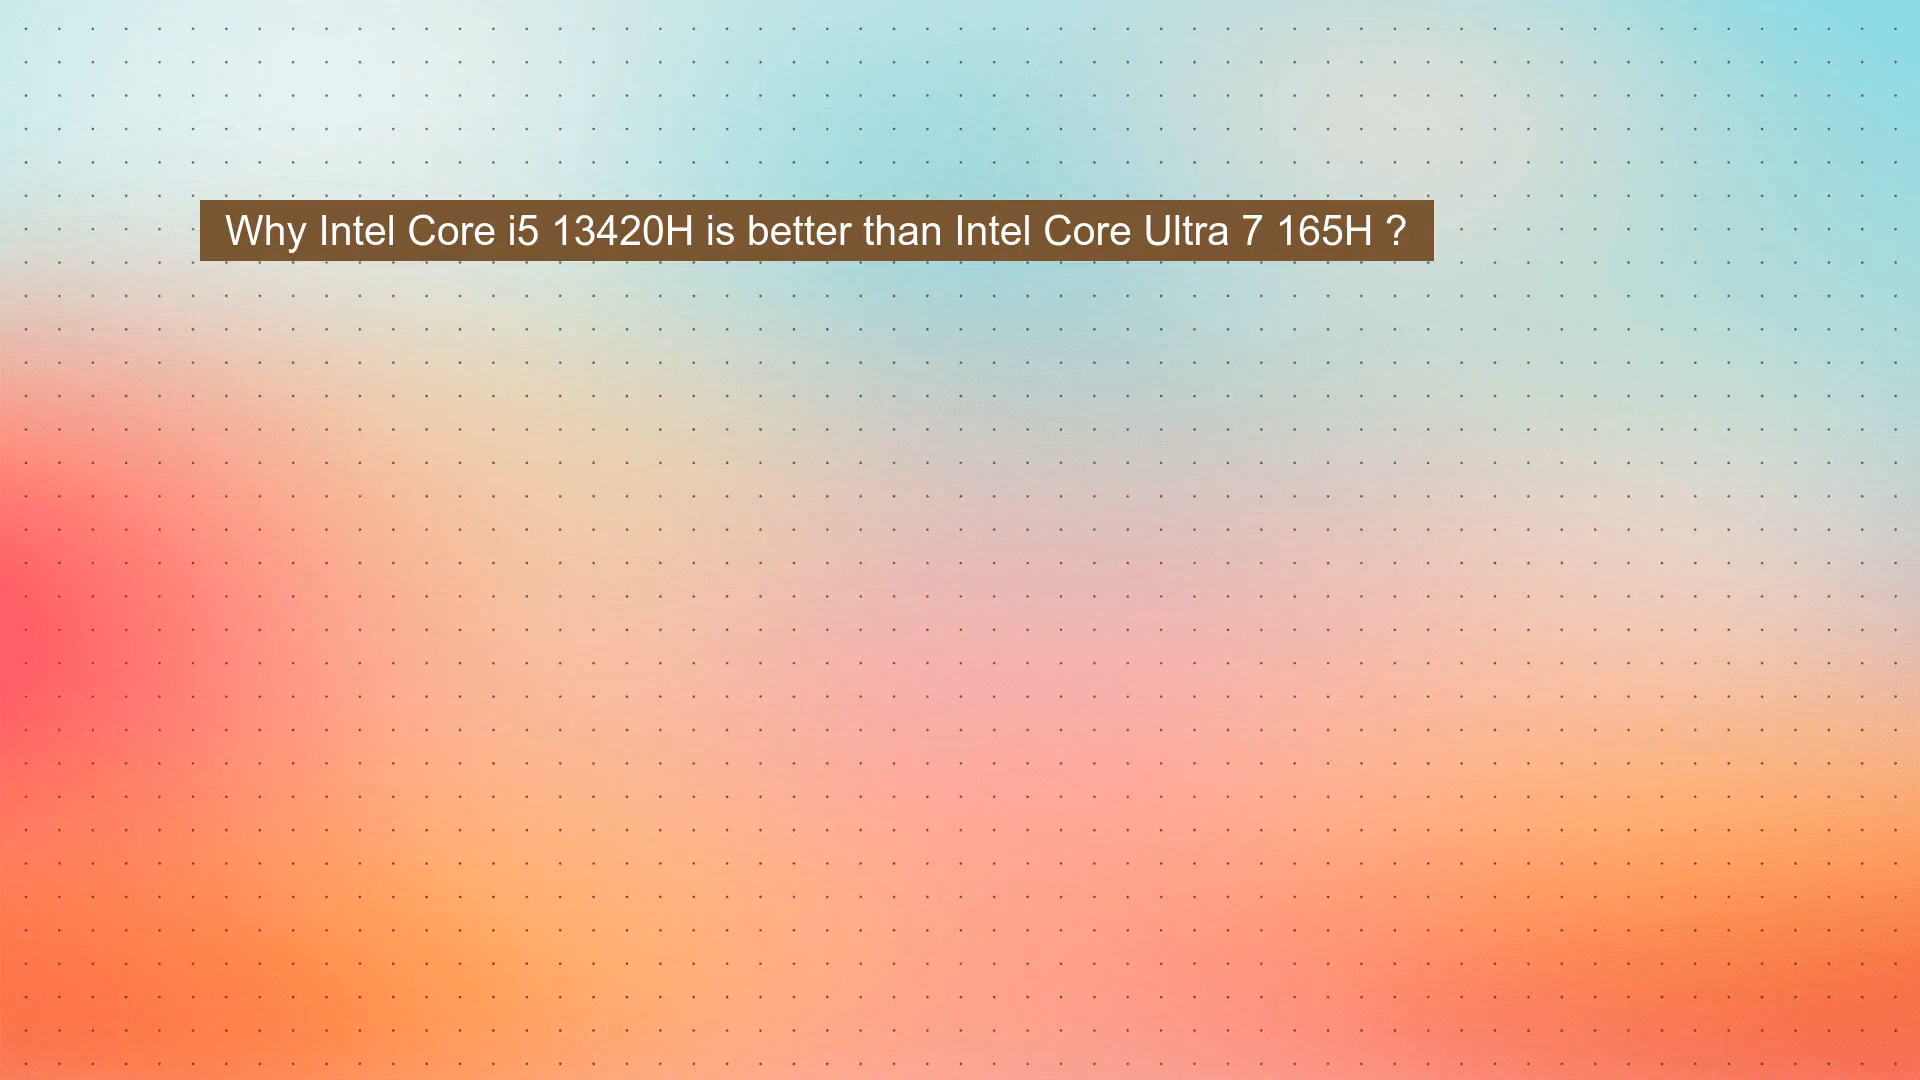 Why Intel Core i5 13420H is better than Intel Core Ultra 7 165H ?